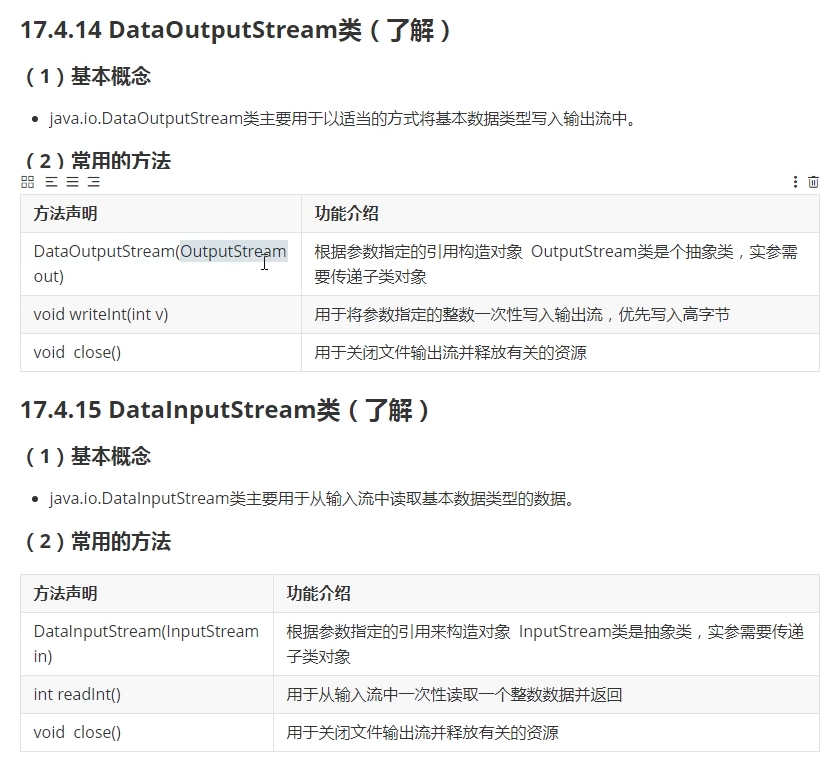 17.4.14 DataOutputStream类（了解）
（1）基本概念
java.io.DataOutputStream类主要用于以适当的方式将基本数据类型写入输出流中。
（2）常用的方法
方法声明 功能介绍
DataOutputStream(OutputStream 根据参数指定的引用构造对象 OutputStream类是个抽象类，实参需
out) 要传递子类对象
void writeInt(int v) 用于将参数指定的整数一次性写入输出流，优先写入高字节
void close() 用于关闭文件输出流并释放有关的资源
17.4.15 DataInputStream类（了解）
（1）基本概念
java.io.DataInputStream类主要用于从输入流中读取基本数据类型的数据。
（2）常用的方法
方法声明 功能介绍
DataInputStream(InputStream 根据参数指定的引用来构造对象 InputStream类是抽象类，实参需要传递
in) 子类对象
int readInt() 用于从输入流中一次性读取一个整数数据并返回
void close() 用于关闭文件输出流并释放有关的资源